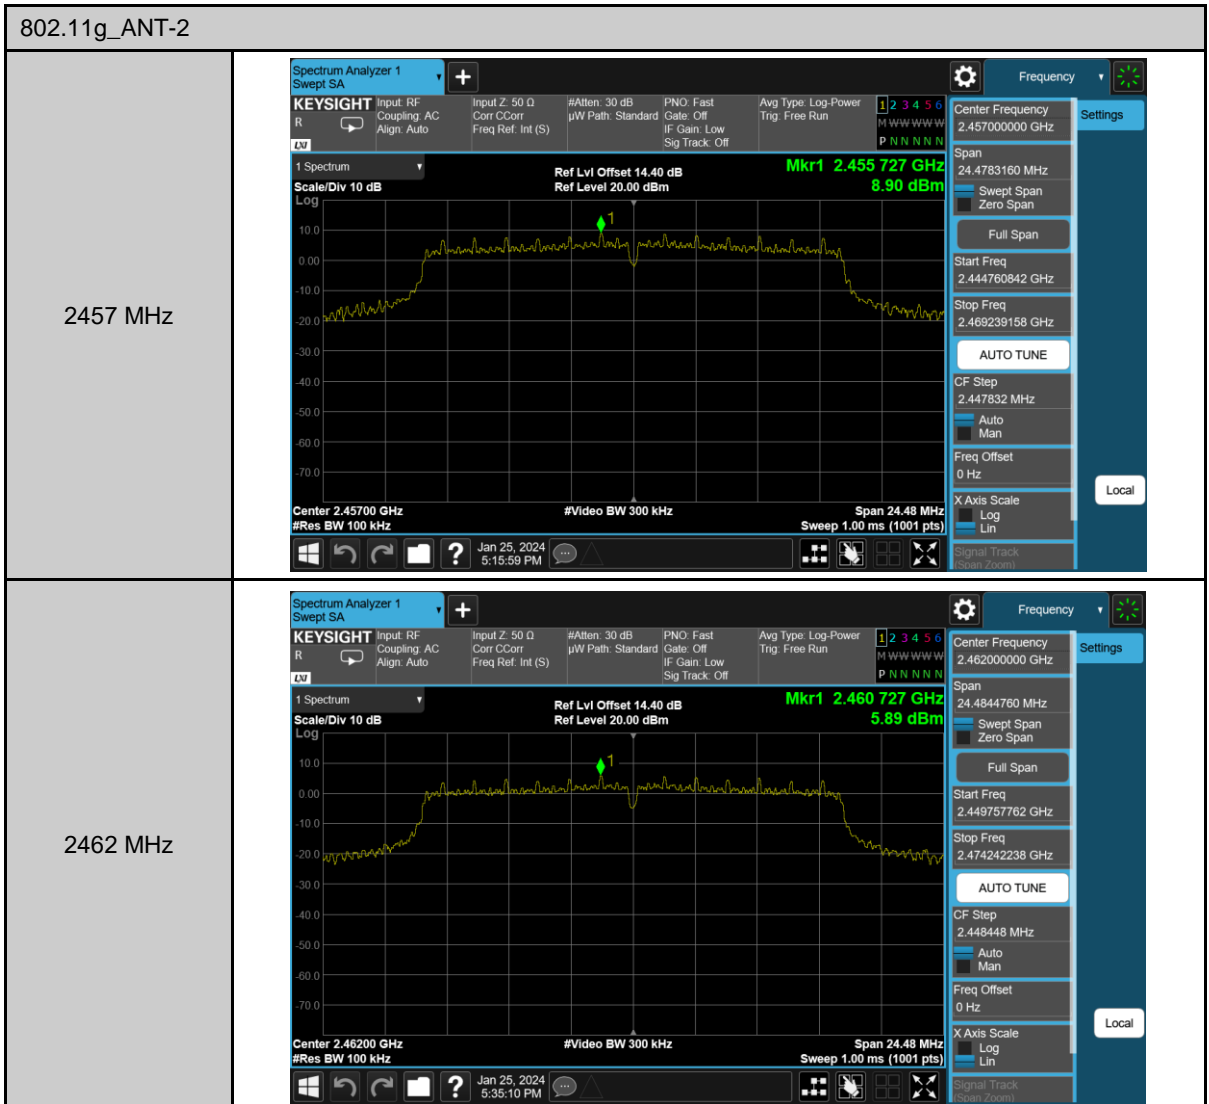 802.11g_ANT-2
2457 MHz
Spectrum Analyzer 1
Swept SA
+
Frequency
KEYSIGHT
R
LXI
Input: RF
Coupling: AC
Align: Auto
Input Z: 50 Ω
Corr CCorr
Freq Ref: Int (S)
#Atten: 30 dB
µW Path: Standard
PNO: Fast
Gate: Off
IF Gain: Low
Sig Track: Off
Avg Type: Log-Power
Trig: Free Run
1 2 3 4 5 6
M W W W W W
P N N N N N
1 Spectrum
Scale/Div 10 dB
Log
Ref Lvl Offset 14.40 dB
Ref Level 20.00 dBm
Mkr1 2.455 727 GHz
8.90 dBm
1
10.0
0.00
-10.0
-20.0
-30.0
-40.0
-50.0
-60.0
-70.0
Center 2.45700 GHz
#Res BW 100 kHz
#Video BW 300 kHz
Span 24.48 MHz
Sweep 1.00 ms (1001 pts)
?
Jan 25, 2024
5:15:59 PM
Center Frequency
2.457000000 GHz
Settings
Span
24.4783160 MHz
Swept Span
Zero Span
Full Span
Start Freq
2.444760842 GHz
Stop Freq
2.469239158 GHz
AUTO TUNE
CF Step
2.447832 MHz
Auto
Man
Freq Offset
0 Hz
X Axis Scale
Log
Lin
Local
Signal Track
(Span Zoom)
2462 MHz
Spectrum Analyzer 1
Swept SA
+
Frequency
KEYSIGHT
R
LXI
Input: RF
Coupling: AC
Align: Auto
Input Z: 50 Ω
Corr CCorr
Freq Ref: Int (S)
#Atten: 30 dB
µW Path: Standard
PNO: Fast
Gate: Off
IF Gain: Low
Sig Track: Off
Avg Type: Log-Power
Trig: Free Run
1 2 3 4 5 6
M W W W W W
P N N N N N
1 Spectrum
Scale/Div 10 dB
Log
Ref Lvl Offset 14.40 dB
Ref Level 20.00 dBm
Mkr1 2.460 727 GHz
5.89 dBm
1
10.0
0.00
-10.0
-20.0
-30.0
-40.0
-50.0
-60.0
-70.0
Center 2.46200 GHz
#Res BW 100 kHz
#Video BW 300 kHz
Span 24.48 MHz
Sweep 1.00 ms (1001 pts)
?
Jan 25, 2024
5:35:10 PM
Center Frequency
2.462000000 GHz
Settings
Span
24.4844760 MHz
Swept Span
Zero Span
Full Span
Start Freq
2.449757762 GHz
Stop Freq
2.474242238 GHz
AUTO TUNE
CF Step
2.448448 MHz
Auto
Man
Freq Offset
0 Hz
X Axis Scale
Log
Lin
Local
Signal Track
(Span Zoom)